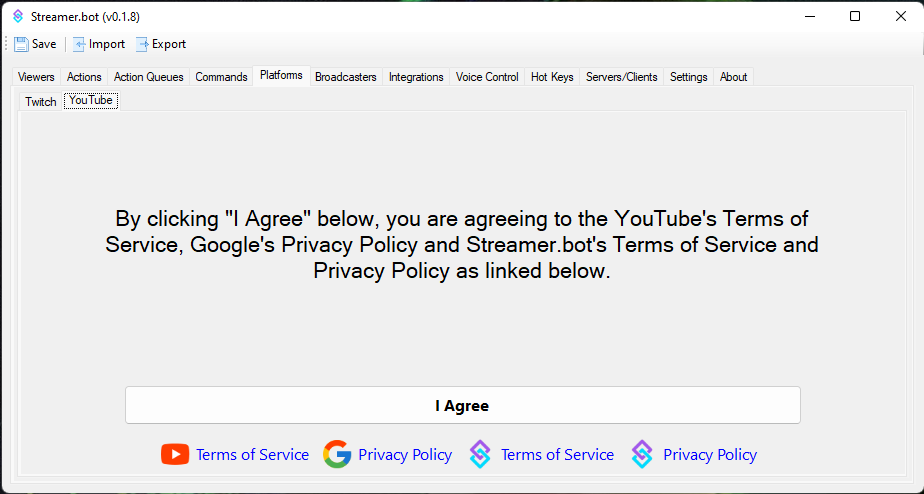 Streamer.bot (v0.1.8)
Save Import Export
Viewers Actions Action Queues Commands Platforms Broadcasters Integrations Voice Control Hot Keys Servers/Clients Settings About
Twitch YouTube
By clicking "I Agree" below, you are agreeing to the YouTube's Terms of
Service, Google's Privacy Policy and Streamer.bot's Terms of Service and
Privacy Policy as linked below.
I Agree
Terms of Service Privacy Policy Terms of Service Privacy Policy